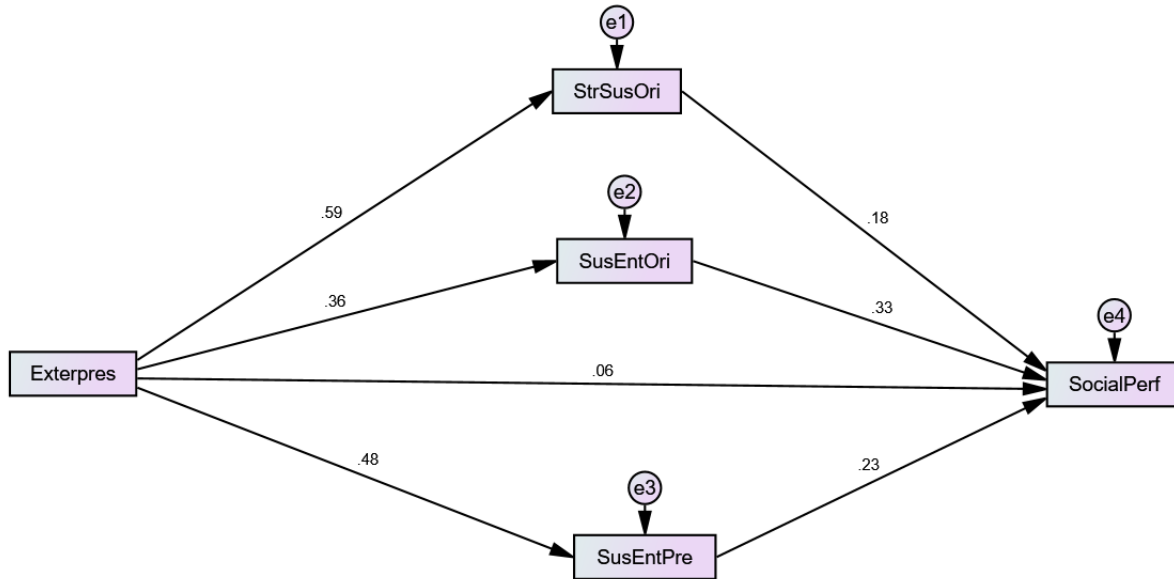 e1
StrSusOri
e2
.59
.18
SusEntOri
.36
.33
e4
Exterpres
.06
SocialPerf
.48
.23
e3
SusEntPre